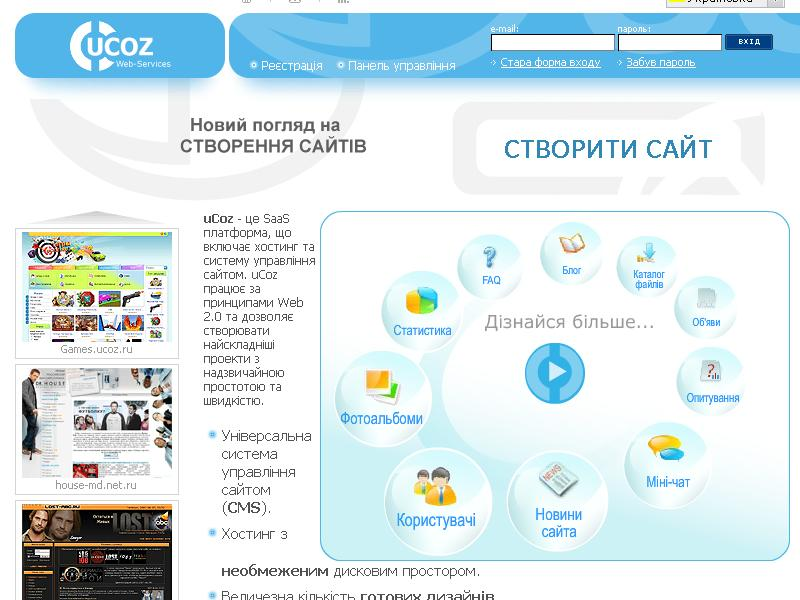 Українська
uCOZ
Web-Services
e-mail:
пароль:
ВХІД
Реєстрація
Панель управління
Стара форма входу
Забув пароль
Новий погляд на
СТВОРЕННЯ САЙТІВ
СТВОРИТИ САЙТ
Games.ucoz.ru
house-md.net.ru
uCoz - це SaaS
платформа, що
включає хостинг та
систему управління
сайтом. uCoz
працює за
принципами Web
2.0 та дозволяє
створювати
найскладніші
проекти з
надзвичайною
простотою та
швидкістю.
Універсальна
система
управління
сайтом
(CMS).
Хостинг з
необмеженим дисковим простором.
Величезна кількість готових дизайнів
Дізнайся більше...
FAQ
Блог
Каталог
файлів
Об'яви
Опитування
Міні-чат
NEWS
Новини
сайта
Користувачі
Фотоальбоми
Статистика